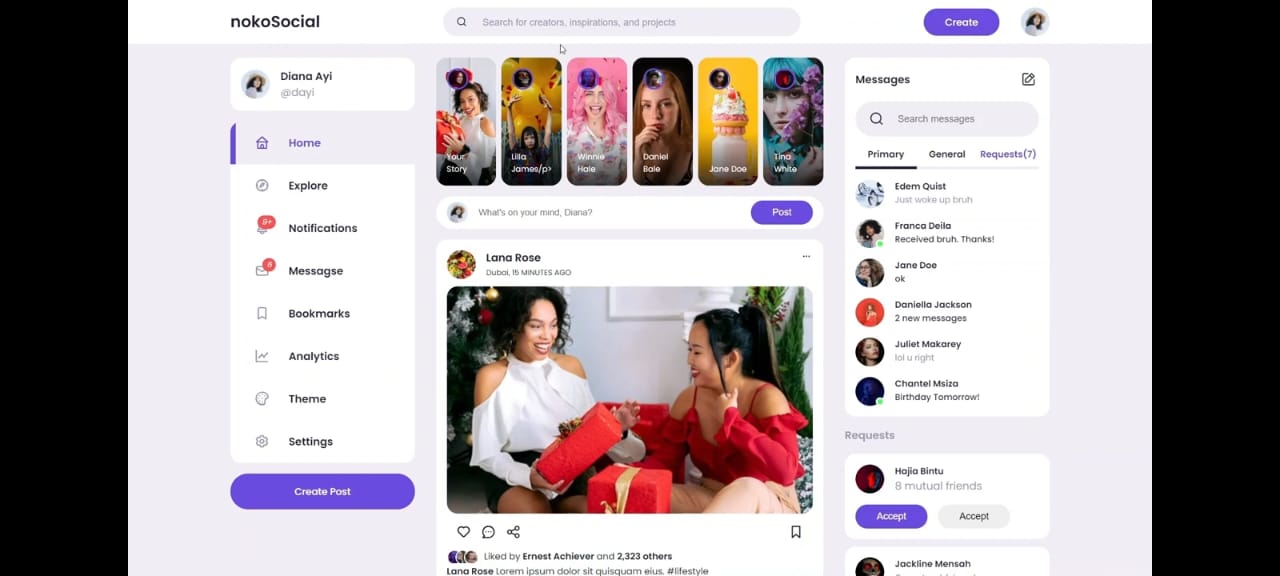 nokoSocial
Search for creators, inspirations, and projects
Create
Diana Ayi
@dayi
Home
Explore
9+
Notifications
6
Messagse
Bookmarks
Analytics
Theme
Settings
Create Post
Your
Story
Lilla
James/p>
Winnie
Hale
Daniel
Bale
Jane Doe
Tina
White
What's on your mind, Diana?
Post
Lana Rose
Dubai, 15 MINUTES AGO
Liked by Ernest Achiever and 2,323 others
Lana Rose Lorem ipsum dolor sit quisquam eius. #lifestyle
Messages
Search messages
Primary
General
Requests(7)
Edem Quist
Just woke up bruh
Franca Deila
Received bruh. Thanks!
Jane Doe
ok
Daniella Jackson
2 new messages
Juliet Makarey
lol u right
Chantel Msiza
Birthday Tomorrow!
Requests
Hajia Bintu
8 mutual friends
Accept
Accept
Jackline Mensah